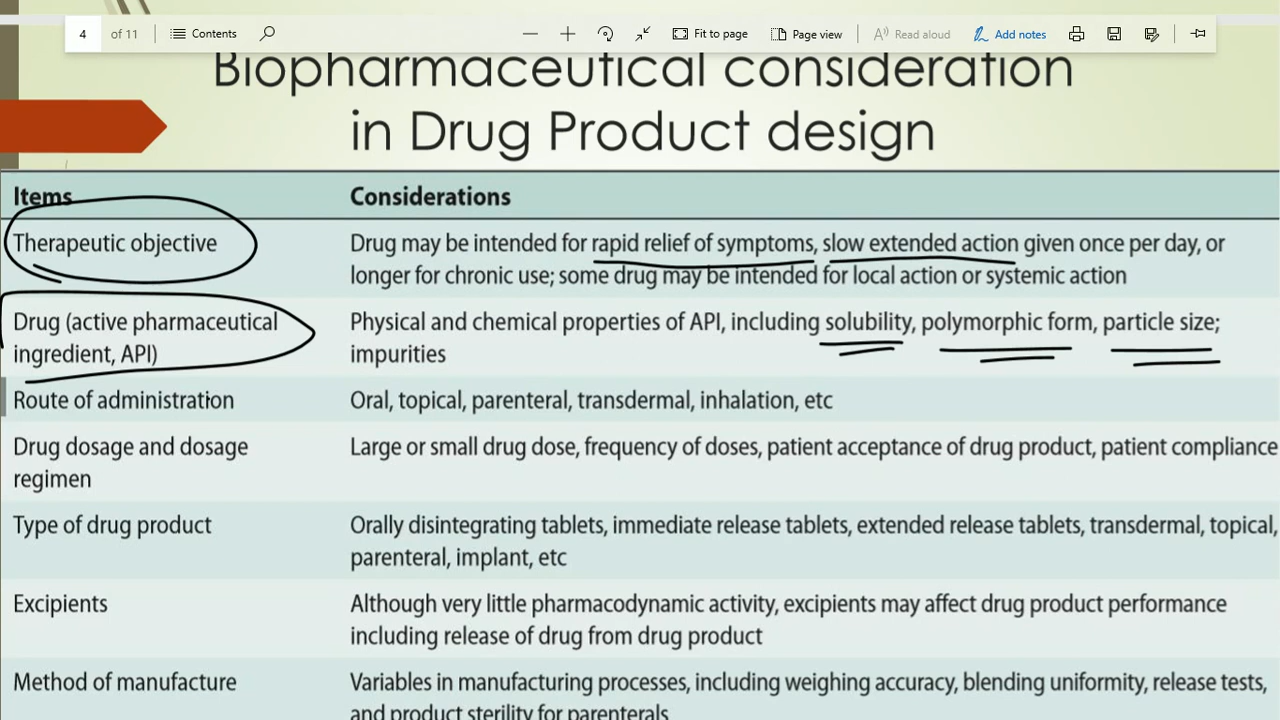 4 of 11 Contents Fit to page Page view Read aloud Add notes
Biopharmaceutical consideration
in Drug Product design
Items Considerations
Therapeutic objective Drug may be intended for rapid relief of symptoms, slow extended action given once per day, or
longer for chronic use; some drug may be intended for local action or systemic action
Drug (active pharmaceutical Physical and chemical properties of API, including solubility, polymorphic form, particle size;
ingredient, API) impurities
Route of administration Oral, topical, parenteral, transdermal, inhalation, etc
Drug dosage and dosage Large or small drug dose, frequency of doses, patient acceptance of drug product, patient compliance
regimen
Type of drug product Orally disintegrating tablets, immediate release tablets, extended release tablets, transdermal, topical,
parenteral, implant, etc
Excipients Although very little pharmacodynamic activity, excipients may affect drug product performance
including release of drug from drug product
Method of manufacture Variables in manufacturing processes, including weighing accuracy, blending uniformity, release tests,
and product sterility for parenterals